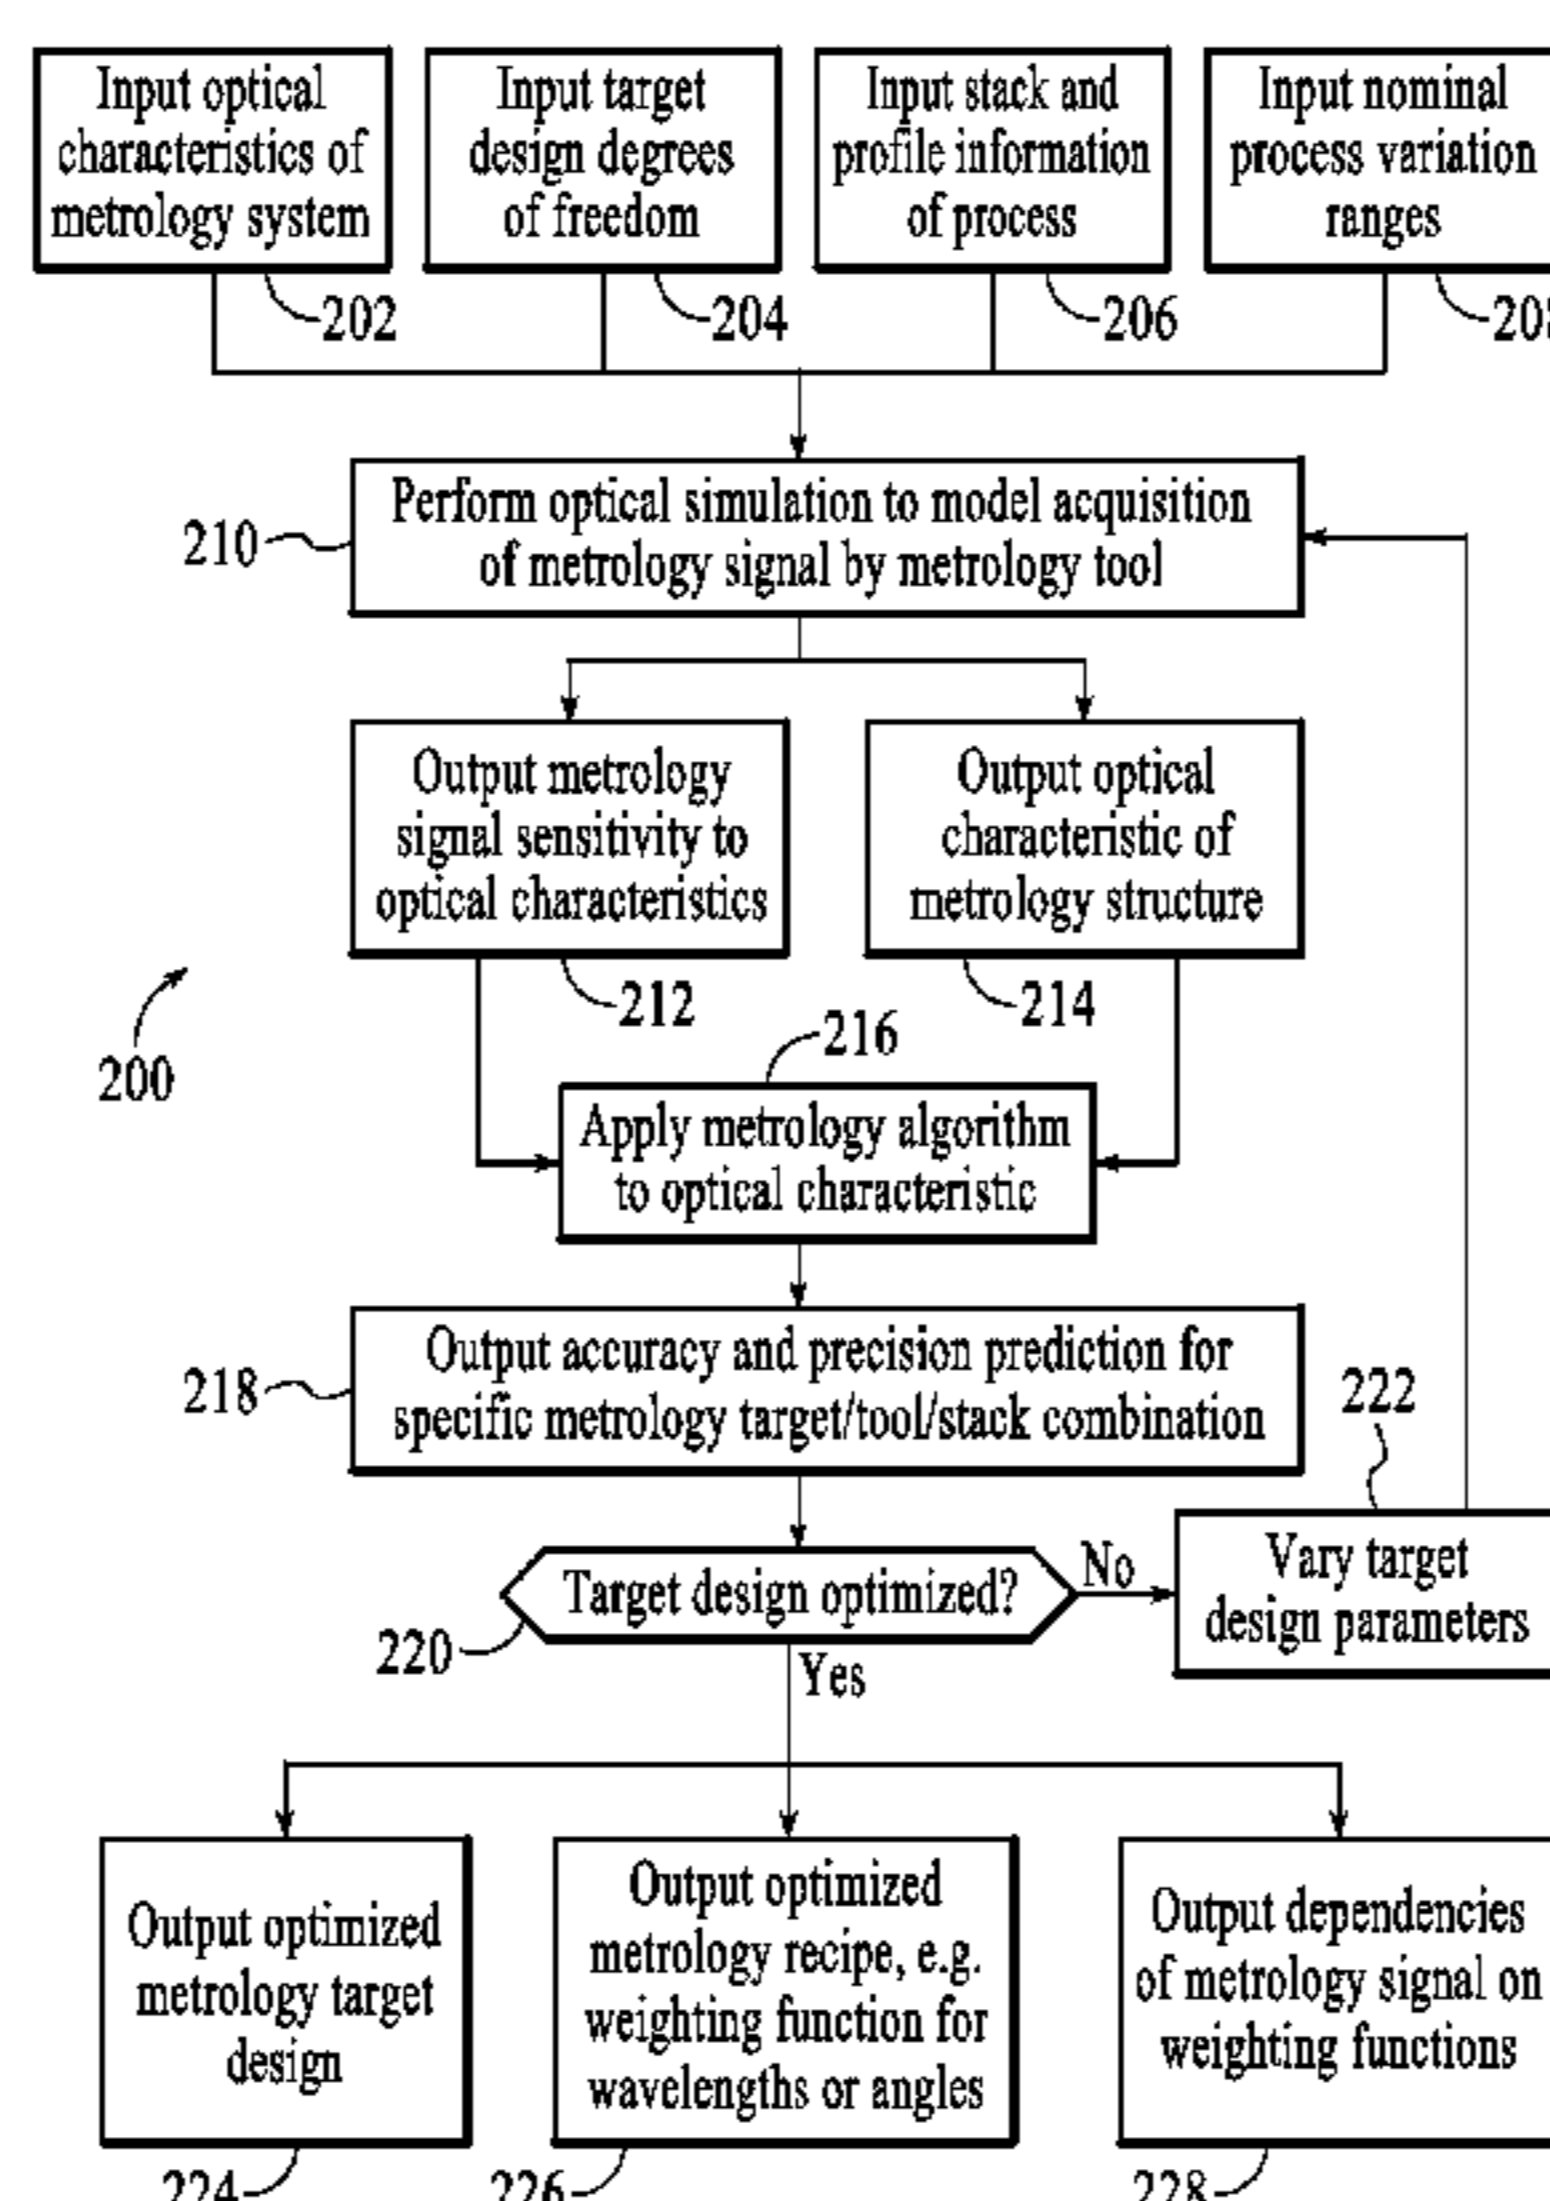 Input optical
characteristics of
metrology system
Input target
design degrees
of freedom
Input stack and
profile information
of process
Input nominal
process variation
ranges
202
204
206
Perform optical simulation to model acquisition
of metrology signal by metrology tool
210
Output metrology
signal sensitivity to
optical characteristics
Output optical
characteristic of
metrology structure
212
214
216
200
Apply metrology algorithm
to optical characteristic
Output accuracy and precision prediction for
specific metrology target/tool/stack combination
218
222
Target design optimized?
No
Vary target
design parameters
220
Yes
Output optimized
metrology target
design
Output optimized
metrology recipe, e.g.
weighting function for
wavelengths or angles
Output dependencies
of metrology signal on
weighting functions
224
226
228